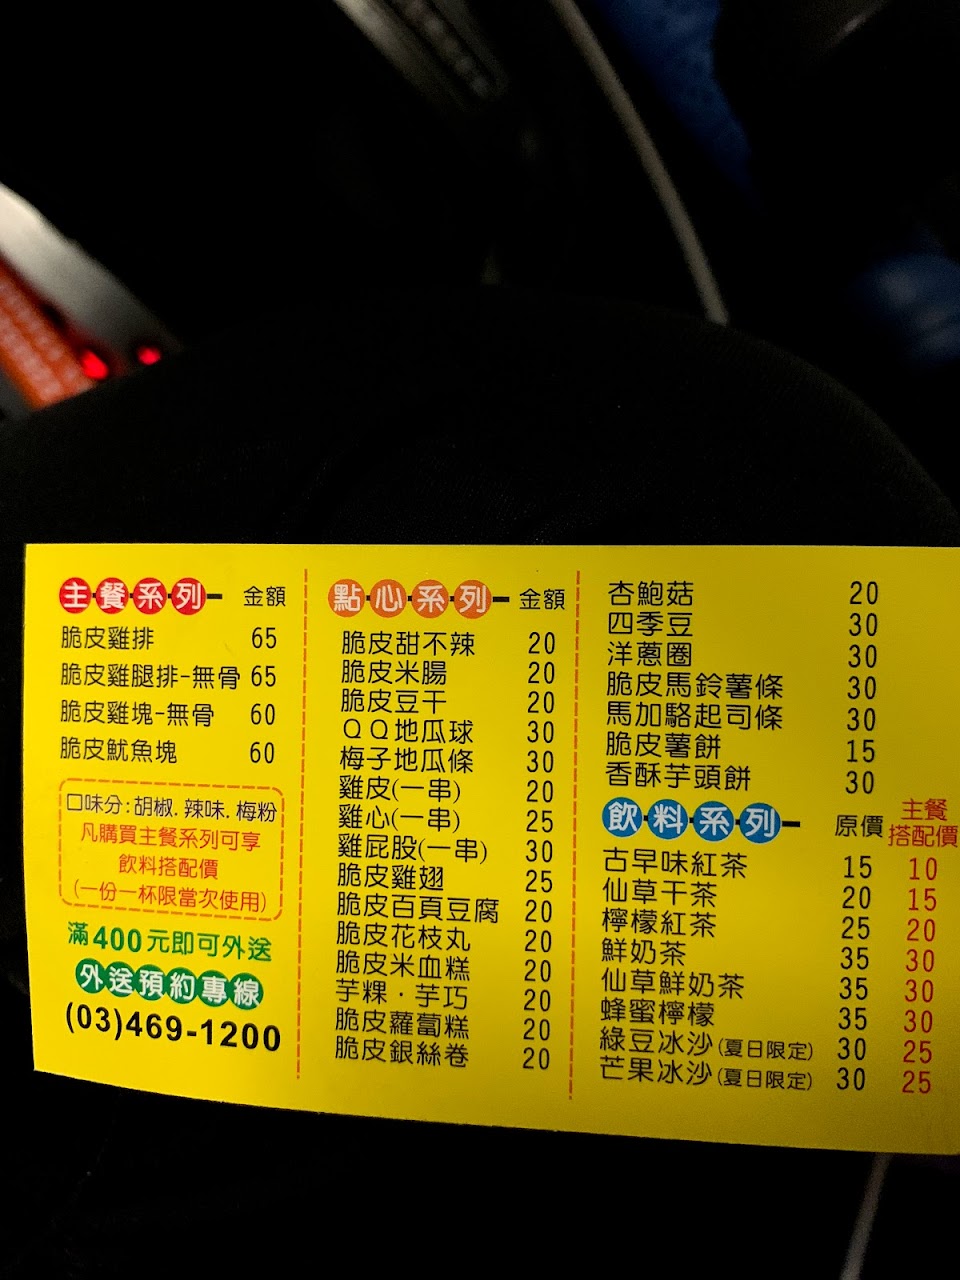 主餐系列 金額
脆皮雞排 65
脆皮雞腿排-無骨 65
脆皮雞塊-無骨 60
脆皮魷魚塊 60
口味分:胡椒.辣味.梅粉
凡購買主餐系列可享
飲料搭配價
(一份一杯限當次使用)
滿400元即可外送
外送預約專線
(03)469-1200
點心系列 金額
脆皮甜不辣 20
脆皮米腸 20
脆皮豆干 20
QQ地瓜球 30
梅子地瓜條 30
雞皮(一串) 20
雞心(一串) 25
雞屁股(一串) 30
脆皮雞翅 25
脆皮百頁豆腐 20
脆皮花枝丸 20
脆皮米血糕 20
芋粿·芋巧 20
脆皮蘿蔔糕 20
脆皮銀絲卷 20
杏鮑菇 20
四季豆 30
洋蔥圈 30
脆皮馬鈴薯條 30
馬加駱起司條 30
脆皮薯餅 15
香酥芋頭餅 30
飲料系列 原價 主餐搭配價
古早味紅茶 15 10
仙草干茶 20 15
檸檬紅茶 25 20
鮮奶茶 35 30
仙草鮮奶茶 35 30
蜂蜜檸檬 35 30
綠豆冰沙(夏日限定) 30 25
芒果冰沙(夏日限定) 30 25